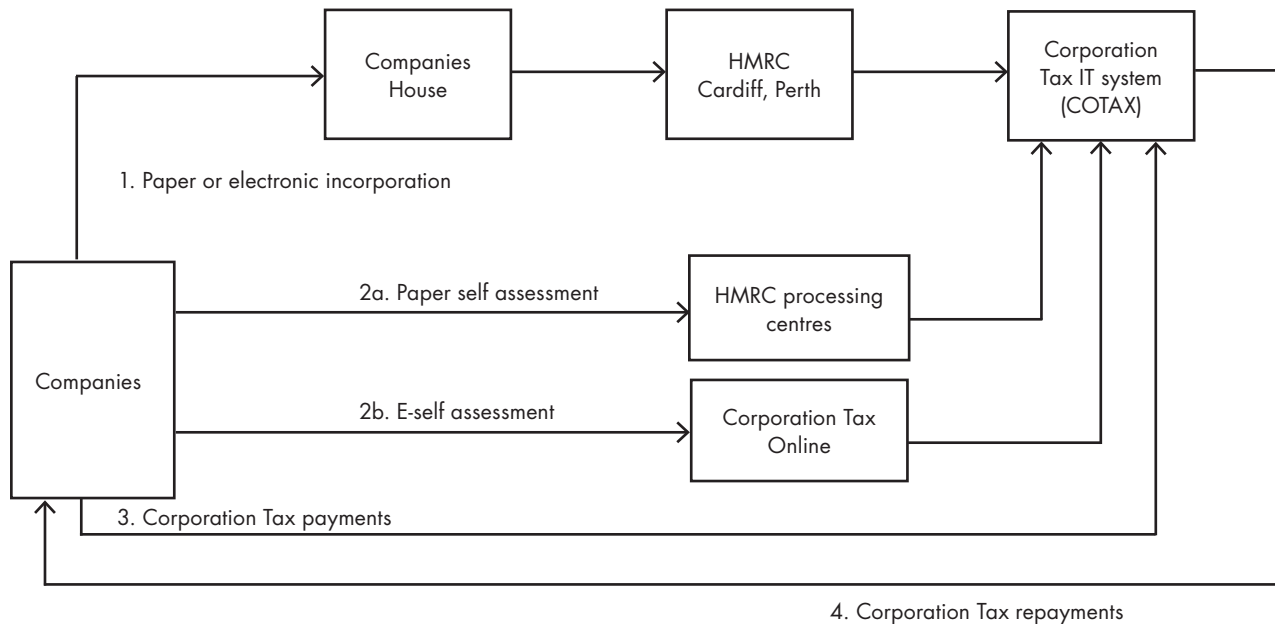 Companies
House
HMRC
Cardiff, Perth
Corporation
Tax IT system
(COTAX)
1. Paper or electronic incorporation
2a. Paper self assessment
HMRC processing
centres
Companies
2b. E-self assessment
Corporation Tax
Online
3. Corporation Tax payments
4. Corporation Tax repayments